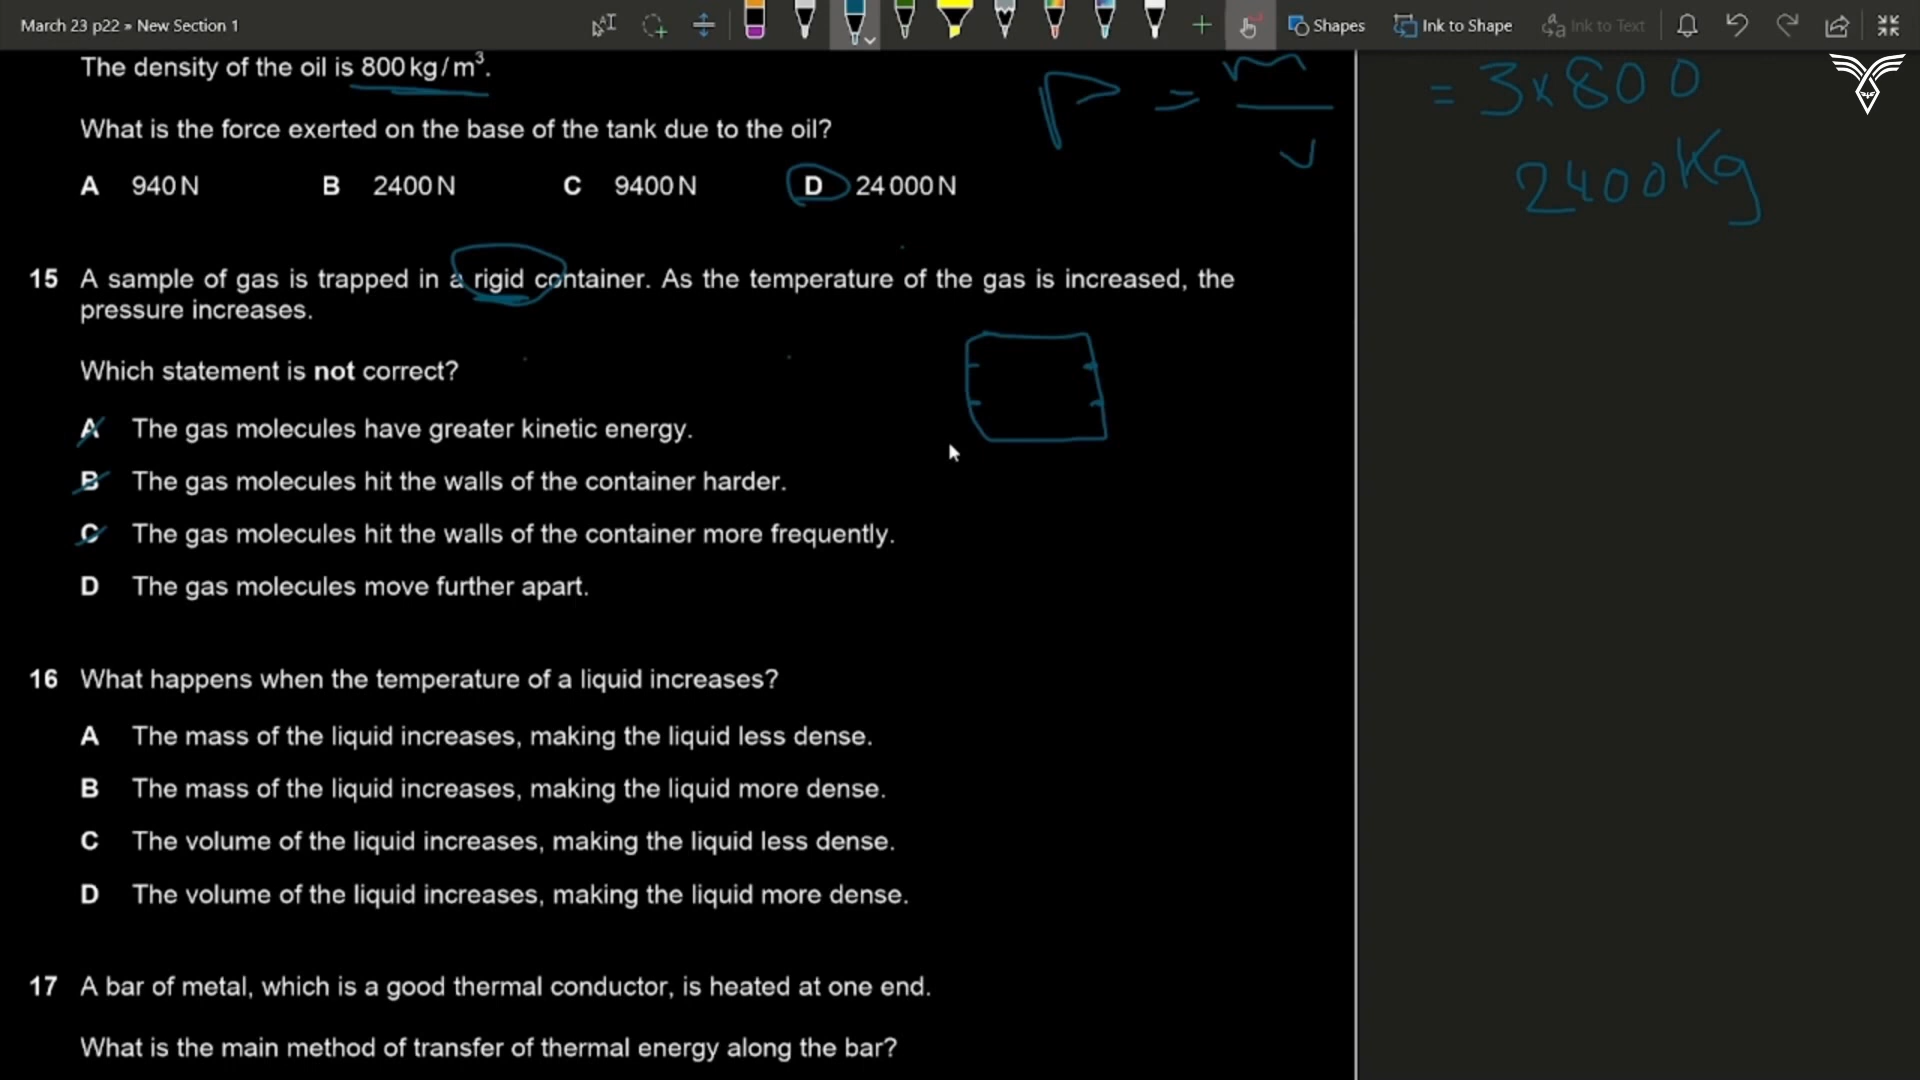 March 23 p22 » New Section 1
Shapes
Ink to Shape
Ink to Text
The density of the oil is 800 kg/m³.
What is the force exerted on the base of the tank due to the oil?
A 940 N B 2400 N C 9400 N D 24 000 N
ρ = m / v
= 3 × 800
2400 Kg
15 A sample of gas is trapped in a rigid container. As the temperature of the gas is increased, the
pressure increases.
Which statement is not correct?
A The gas molecules have greater kinetic energy.
B The gas molecules hit the walls of the container harder.
C The gas molecules hit the walls of the container more frequently.
D The gas molecules move further apart.
16 What happens when the temperature of a liquid increases?
A The mass of the liquid increases, making the liquid less dense.
B The mass of the liquid increases, making the liquid more dense.
C The volume of the liquid increases, making the liquid less dense.
D The volume of the liquid increases, making the liquid more dense.
17 A bar of metal, which is a good thermal conductor, is heated at one end.
What is the main method of transfer of thermal energy along the bar?